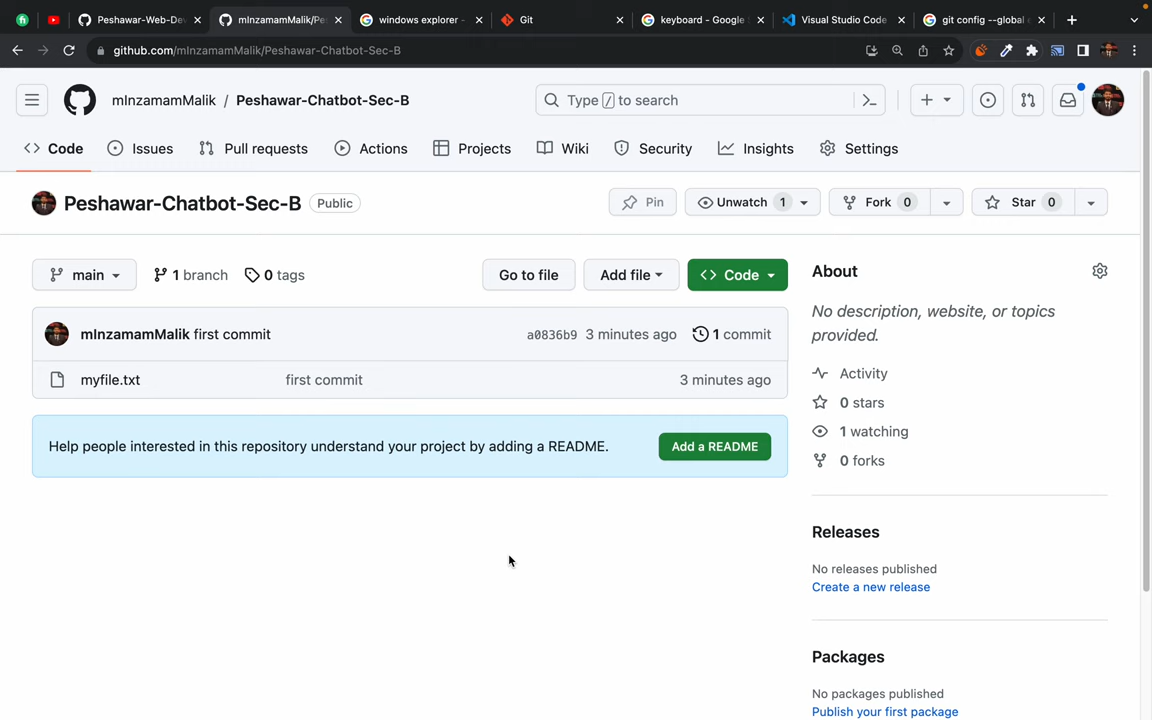 Peshawar-Web-De
mInzamamMalik/Pe
windows explorer -
Git
keyboard - Google S
Visual Studio Code
git config --global e
github.com/mInzamamMalik/Peshawar-Chatbot-Sec-B
mInzamamMalik / Peshawar-Chatbot-Sec-B
Type / to search
Code
Issues
Pull requests
Actions
Projects
Wiki
Security
Insights
Settings
Peshawar-Chatbot-Sec-B
Public
Pin
Unwatch 1
Fork 0
Star 0
main
1 branch
0 tags
Go to file
Add file
Code
mInzamamMalik first commit
a0836b9 3 minutes ago
1 commit
myfile.txt
first commit
3 minutes ago
Help people interested in this repository understand your project by adding a README.
Add a README
About
No description, website, or topics
provided.
Activity
0 stars
1 watching
0 forks
Releases
No releases published
Create a new release
Packages
No packages published
Publish your first package